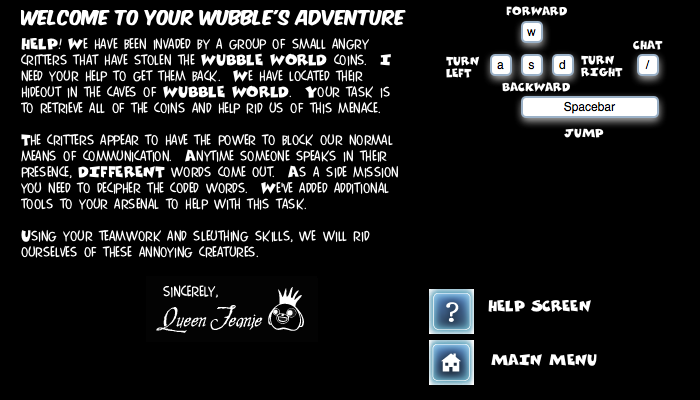 WELCOME TO YOUR WUBBLE'S ADVENTURE
HELP! WE HAVE BEEN INVADED BY A GROUP OF SMALL ANGRY
CRITTERS THAT HAVE STOLEN THE WUBBLE WORLD COINS. I
NEED YOUR HELP TO GET THEM BACK. WE HAVE LOCATED THEIR
HIDEOUT IN THE CAVES OF WUBBLE WORLD. YOUR TASK IS
TO RETRIEVE ALL OF THE COINS AND HELP RID US OF THIS MENACE.
THE CRITTERS APPEAR TO HAVE THE POWER TO BLOCK OUR NORMAL
MEANS OF COMMUNICATION. ANYTIME SOMEONE SPEAKS IN THEIR
PRESENCE, DIFFERENT WORDS COME OUT. AS A SIDE MISSION
YOU NEED TO DECIPHER THE CODED WORDS. WE'VE ADDED ADDITIONAL
TOOLS TO YOUR ARSENAL TO HELP WITH THIS TASK.
USING YOUR TEAMWORK AND SLEUTHING SKILLS, WE WILL RID
OURSELVES OF THESE ANNOYING CREATURES.
SINCERELY,
Queen Jeanie
FORWARD
w
CHAT
TURN LEFT
a s d
TURN RIGHT
/
BACKWARD
Spacebar
JUMP
?
HELP SCREEN
MAIN MENU